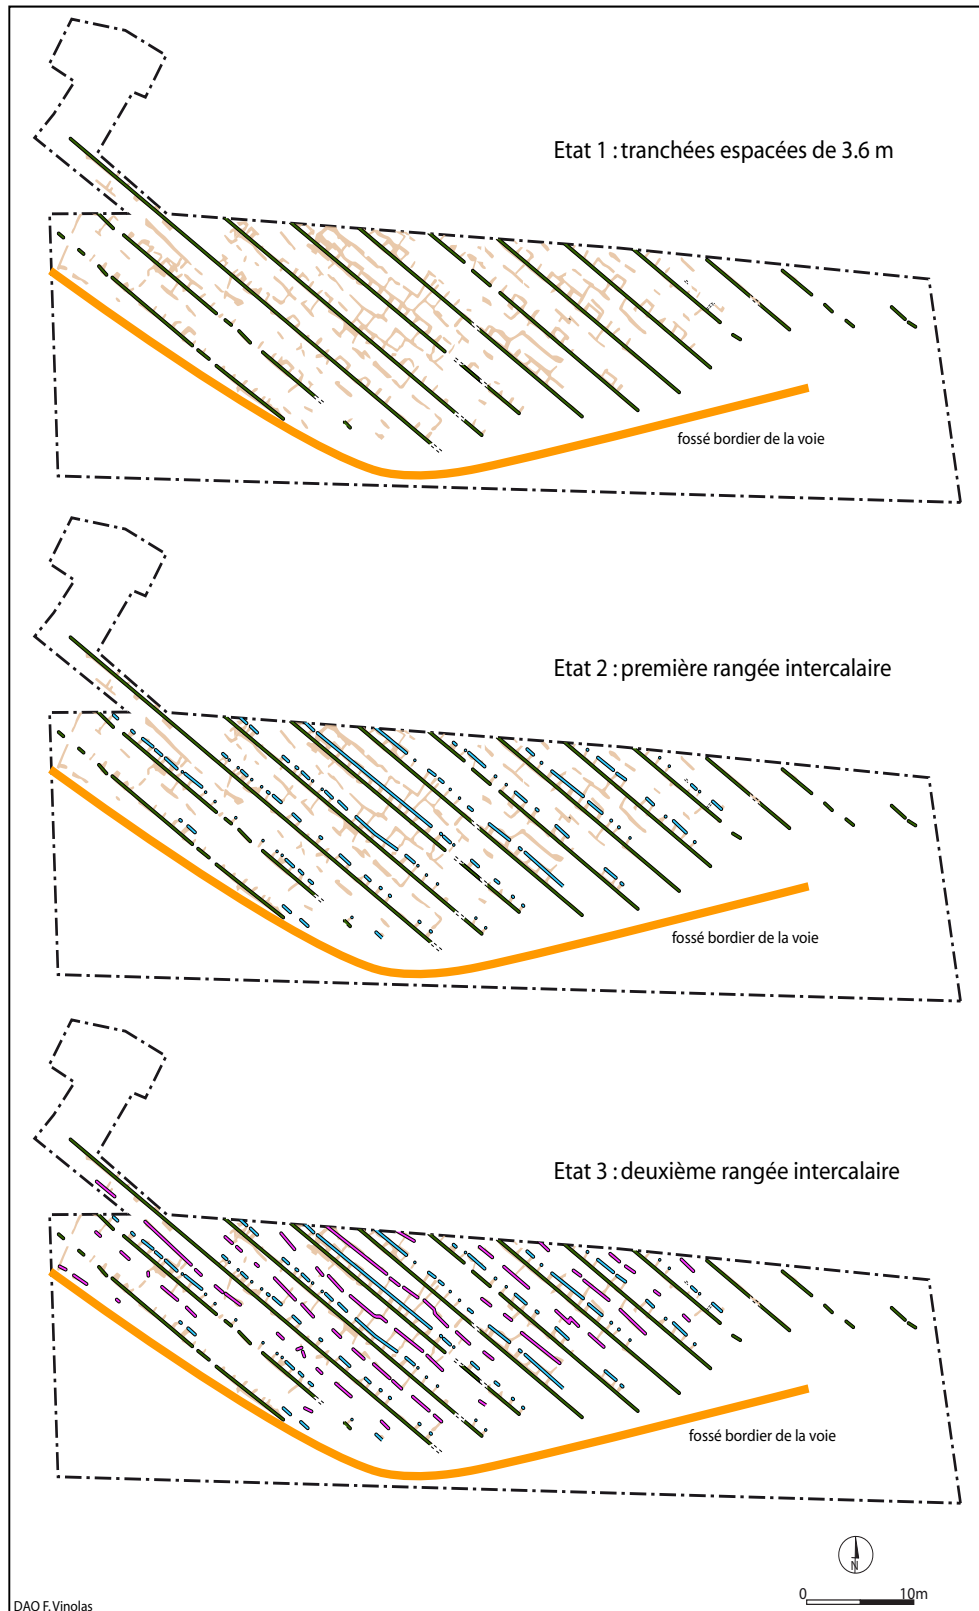 Etat 1 : tranchées espacées de 3.6 m
fossé bordier de la voie
Etat 2 : première rangée intercalaire
fossé bordier de la voie
Etat 3 : deuxième rangée intercalaire
fossé bordier de la voie
N
0 10m
DAO F. Vinolas